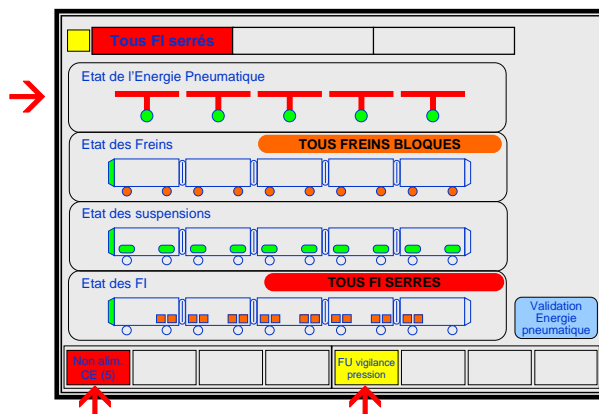 Tous FI serrés
Etat de l'Energie Pneumatique
Etat des Freins
TOUS FREINS BLOQUES
Etat des suspensions
Etat des FI
TOUS FI SERRES
Validation
Energie
pneumatique
Non alim.
CE (5)
FU vigilance
pression